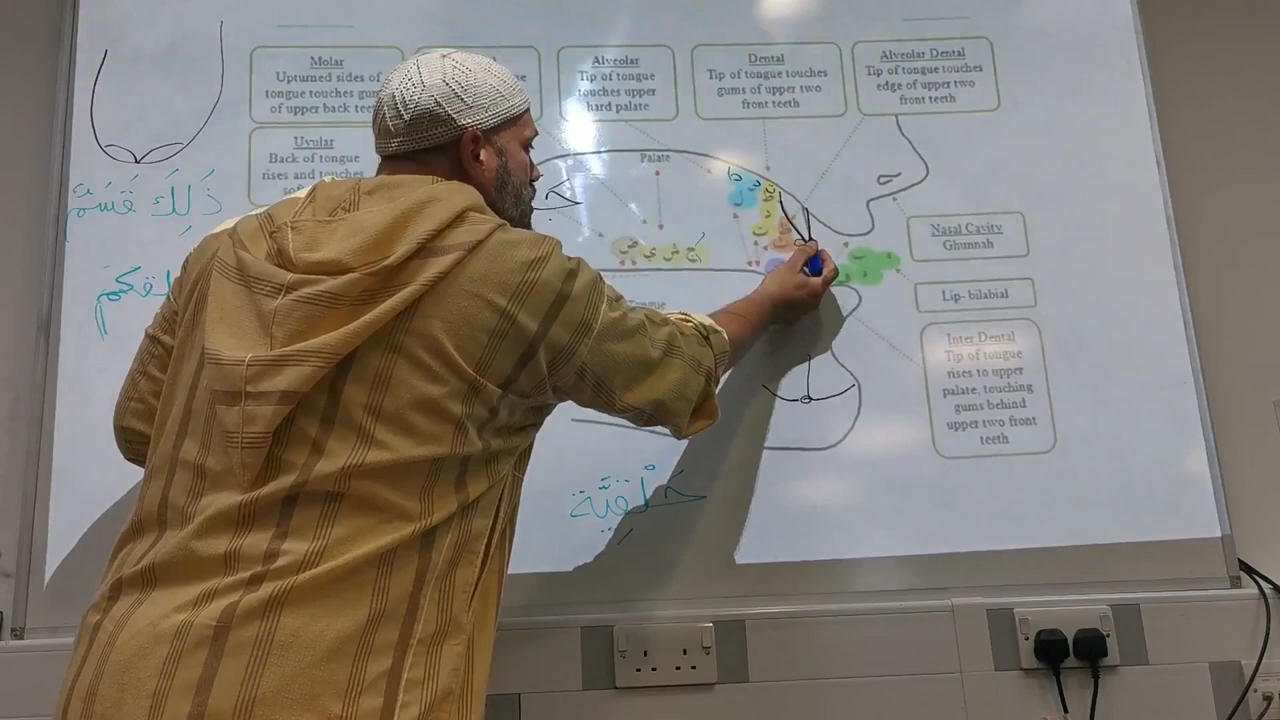 Molar
Upturned sides of
tongue touches gum
of upper back teet
Alveolar
Tip of tongue
touches upper
hard palate
Dental
Tip of tongue touches
gums of upper two
front teeth
Alveolar Dental
Tip of tongue touches
edge of upper two
front teeth
Uvular
Back of tongue
rises and touches
Palate
ج ش ي ض
Tongue
Nasal Cavity
Ghunnah
Lip- bilabial
Inter Dental
Tip of tongue
rises to upper
palate, touching
gums behind
upper two front
teeth
ذَلِكَ قَسَمٌ
حَلْقِيَّة